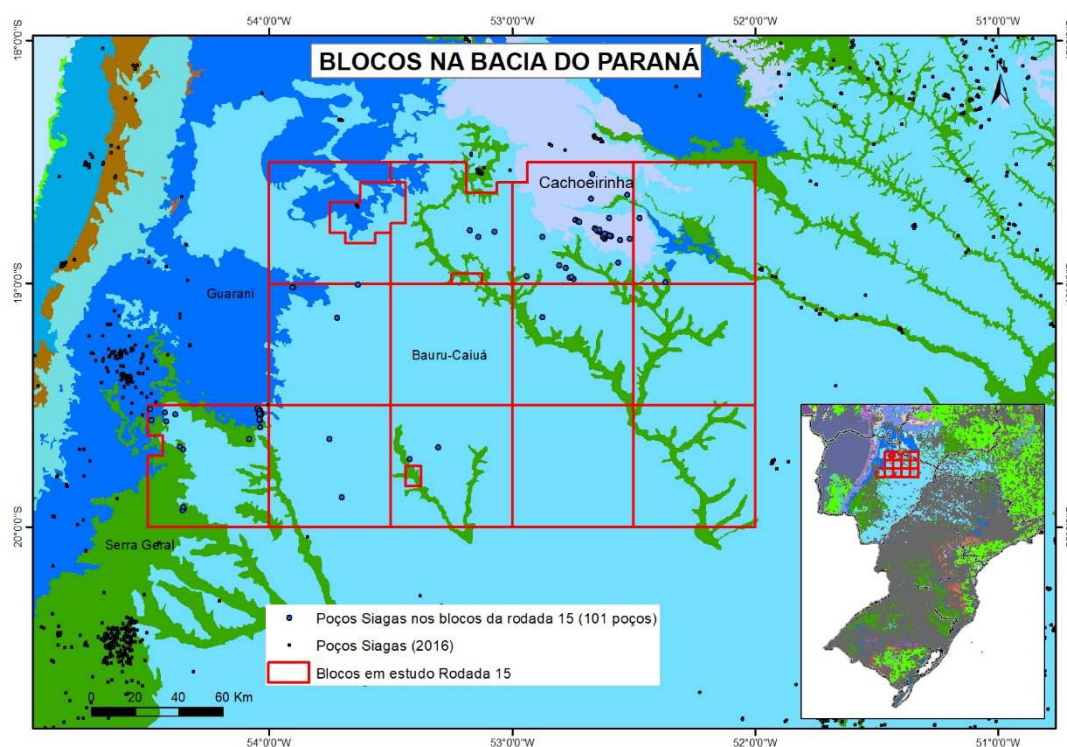 54°0'0"W 53°0'0"W 52°0'0"W 51°0'0"W
BLOCOS NA BACIA DO PARANÁ
N
18°0'0"S
Cachoeirinha
19°0'0"S
Guarani
Bauru-Caiuá
20°0'0"S
Serra Geral
Poços Siagas nos blocos da rodada 15 (101 poços)
Poços Siagas (2016)
Blocos em estudo Rodada 15
0 20 40 60 Km
54°0'0"W 53°0'0"W 52°0'0"W 51°0'0"W